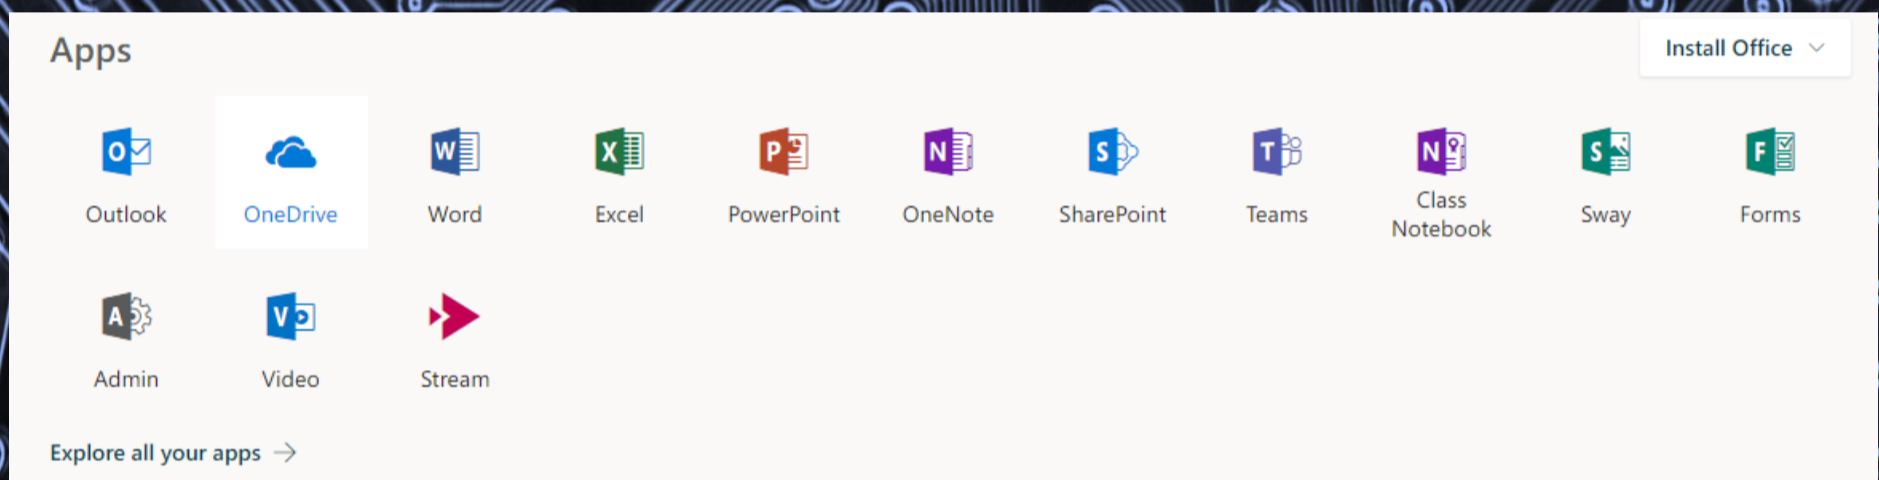 Apps
Install Office
Outlook
OneDrive
Word
Excel
PowerPoint
OneNote
SharePoint
Teams
Class
Notebook
Sway
Forms
Admin
Video
Stream
Explore all your apps